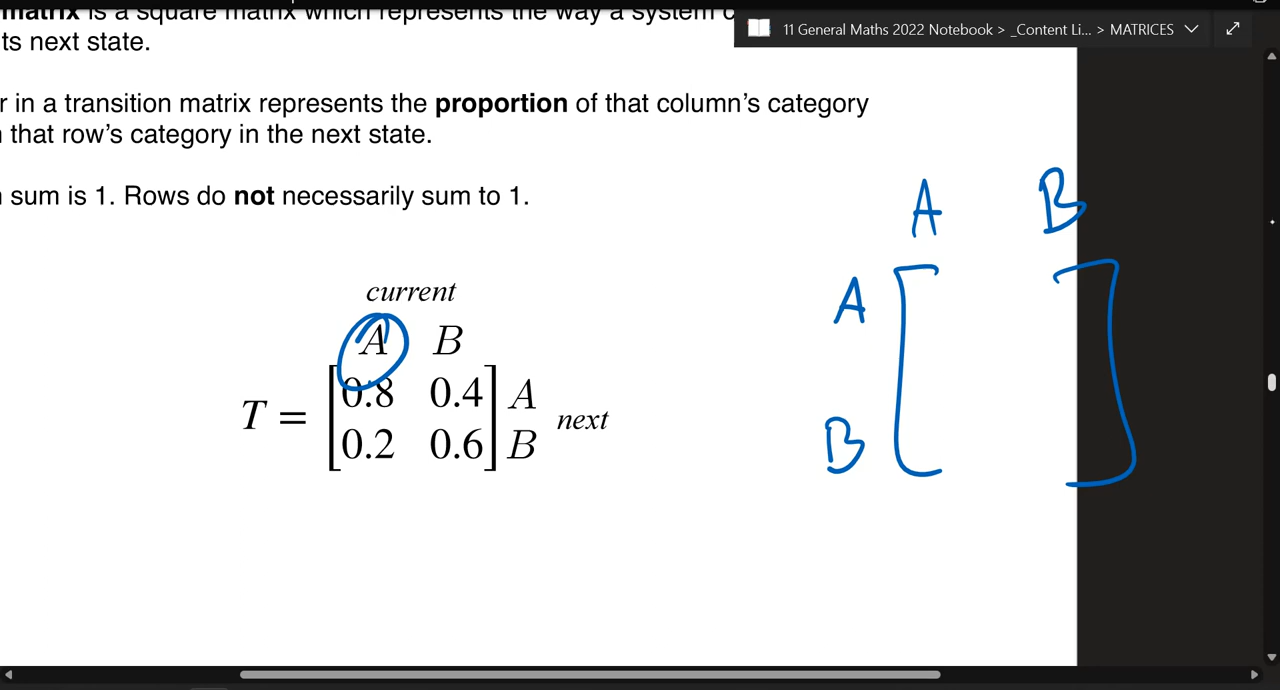 matrix is a square matrix which represents the way a system
ts next state.
11 General Maths 2022 Notebook > _Content Li... > MATRICES
r in a transition matrix represents the proportion of that column's category
that row's category in the next state.
sum is 1. Rows do not necessarily sum to 1.
A B
current
A B
T = [0.8 0.4] A
[0.2 0.6] B
next
A
B